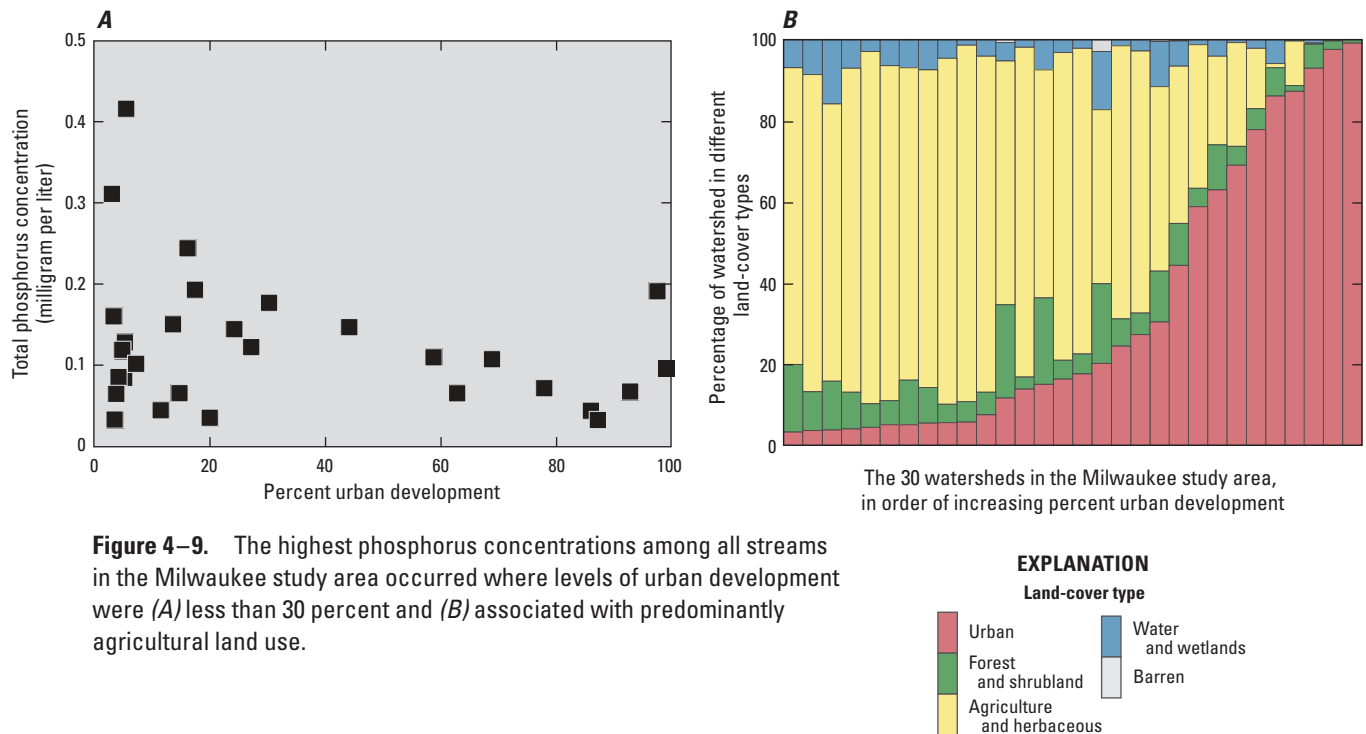 A
0.5
0.4
0.3
0.2
0.1
0
Total phosphorus concentration
(milligram per liter)
0 20 40 60 80 100
Percent urban development
B
100
80
60
40
20
0
Percentage of watershed in different
land-cover types
The 30 watersheds in the Milwaukee study area,
in order of increasing percent urban development
Figure 4–9. The highest phosphorus concentrations among all streams
in the Milwaukee study area occurred where levels of urban development
were (A) less than 30 percent and (B) associated with predominantly
agricultural land use.
EXPLANATION
Land-cover type
Urban
Forest
and shrubland
Agriculture
and herbaceous
Water
and wetlands
Barren